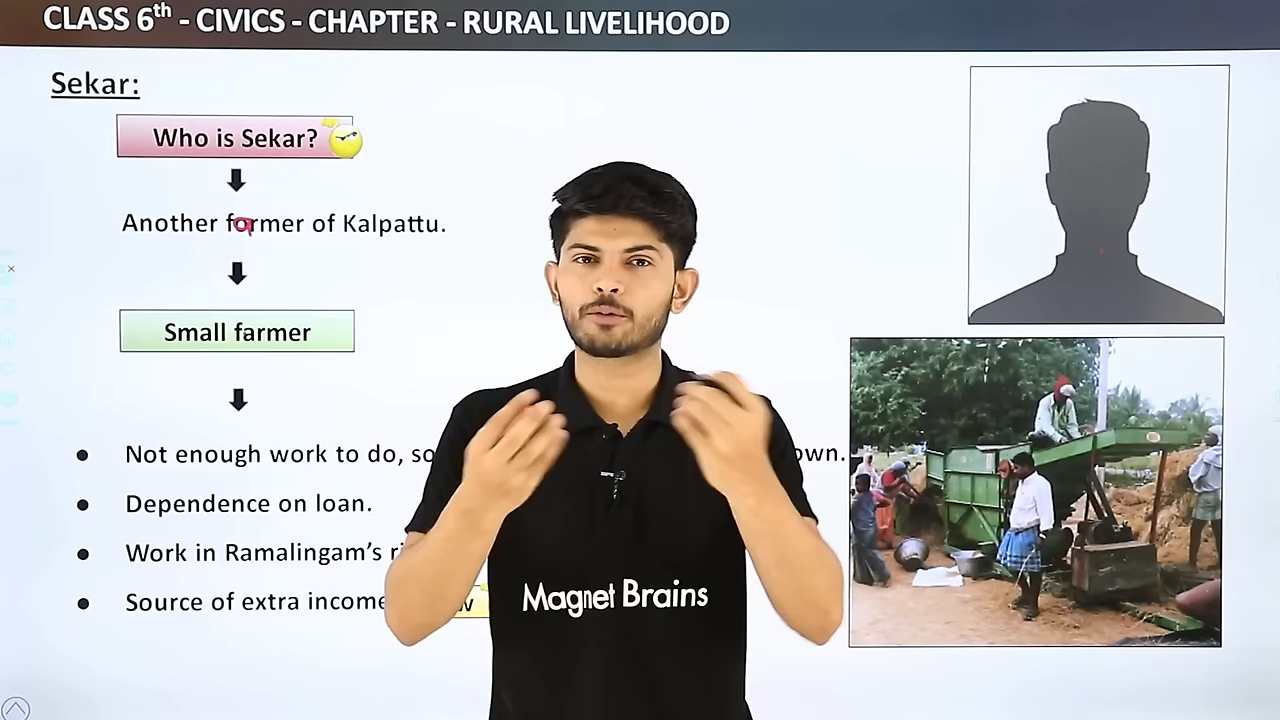 CLASS 6th - CIVICS - CHAPTER - RURAL LIVELIHOOD
Sekar:
Who is Sekar?
Another farmer of Kalpattu.
Small farmer
Not enough work to do, so
Dependence on loan.
Work in Ramalingam's
Source of extra income
Magnet Brains